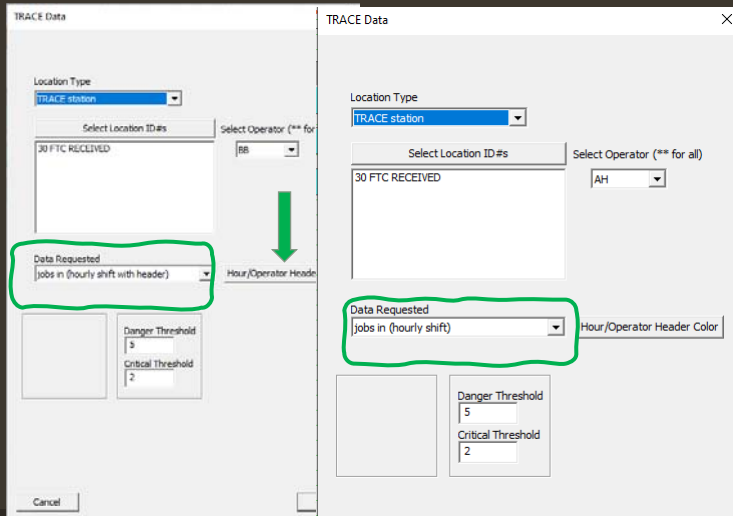 TRACE Data
Location Type
TRACE station
Select Location ID#s
Select Operator (** for
30 FTC RECEIVED
BB
Data Requested
jobs in (hourly shift with header)
Hour/Operator Heade
Danger Threshold
5
Critical Threshold
2
Cancel
TRACE Data
Location Type
TRACE station
Select Location ID#s
Select Operator (** for all)
30 FTC RECEIVED
AH
Data Requested
jobs in (hourly shift)
Hour/Operator Header Color
Danger Threshold
5
Critical Threshold
2